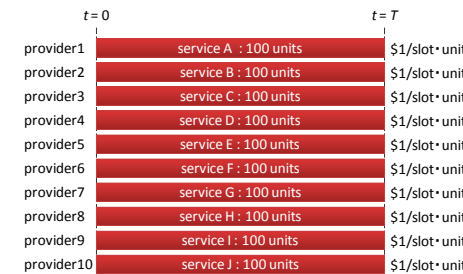 t = 0 t = T
provider1 service A : 100 units $1/slot・unit
provider2 service B : 100 units $1/slot・unit
provider3 service C : 100 units $1/slot・unit
provider4 service D : 100 units $1/slot・unit
provider5 service E : 100 units $1/slot・unit
provider6 service F : 100 units $1/slot・unit
provider7 service G : 100 units $1/slot・unit
provider8 service H : 100 units $1/slot・unit
provider9 service I : 100 units $1/slot・unit
provider10 service J : 100 units $1/slot・unit